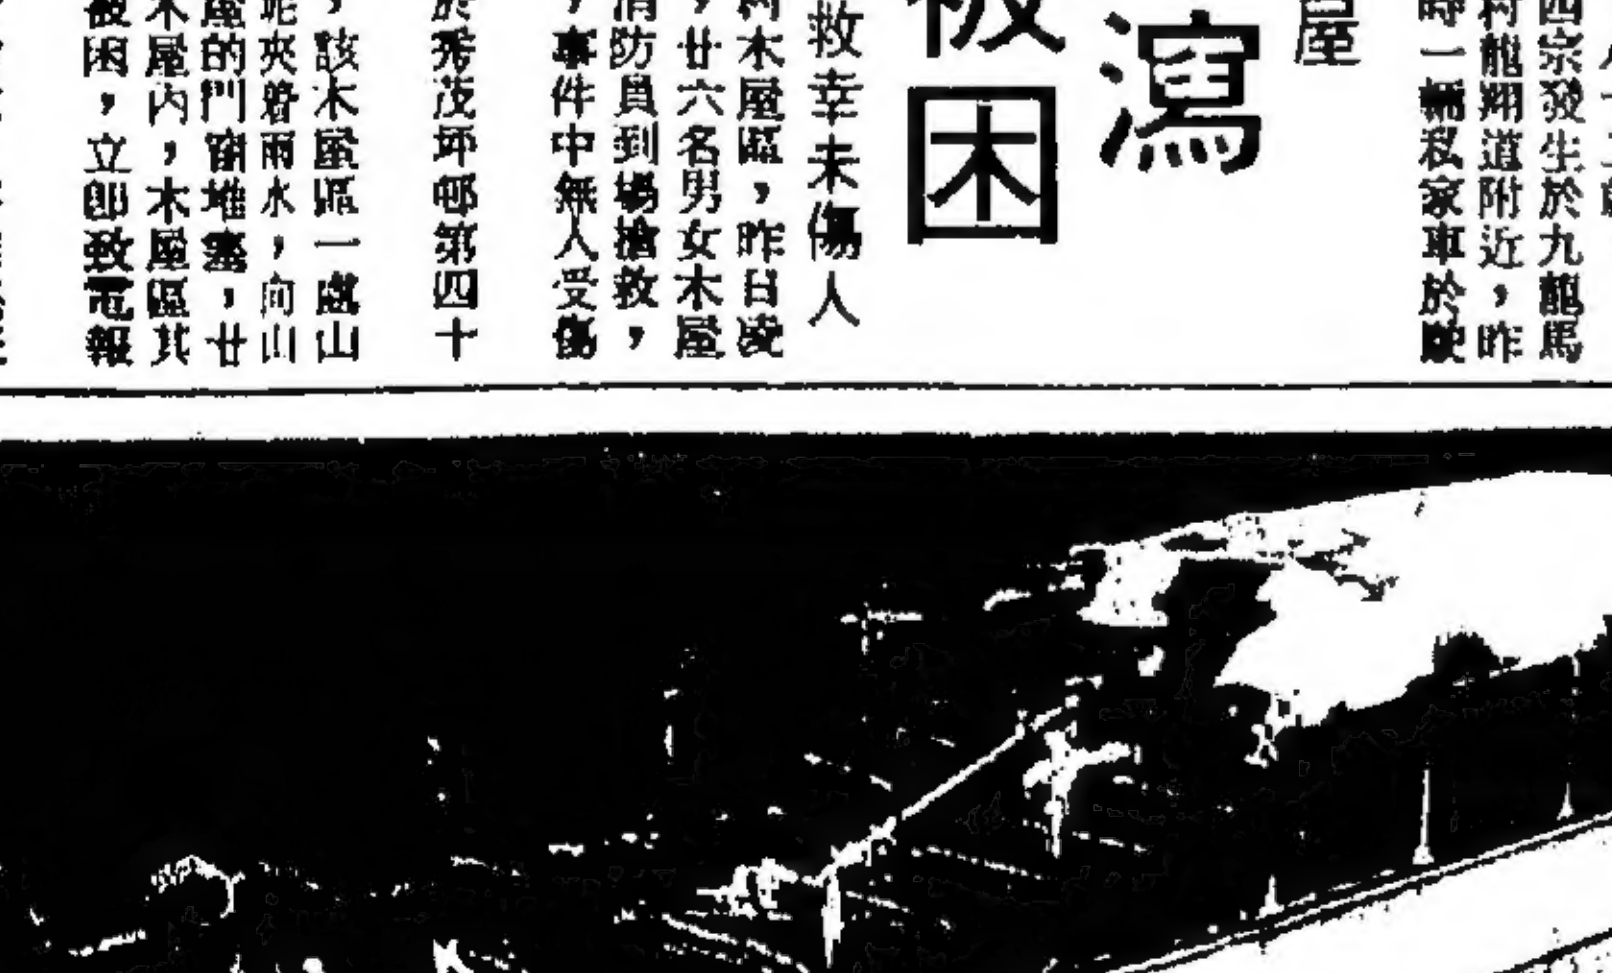 四宗發生於九龍馬
村龍翔道附近，昨
時一輛私家車於駛
屋
瀉
被困
救幸未傷人
木屋區，昨日凌
，廿六名男女木屋
消防員到場搶救，
，事件中無人受傷
於秀茂坪邨第四十
，該木屋區一處山
泥夾着雨水，向山
屋的門窗堆塞，廿
木屋內，木屋區其
被困，立即致電報